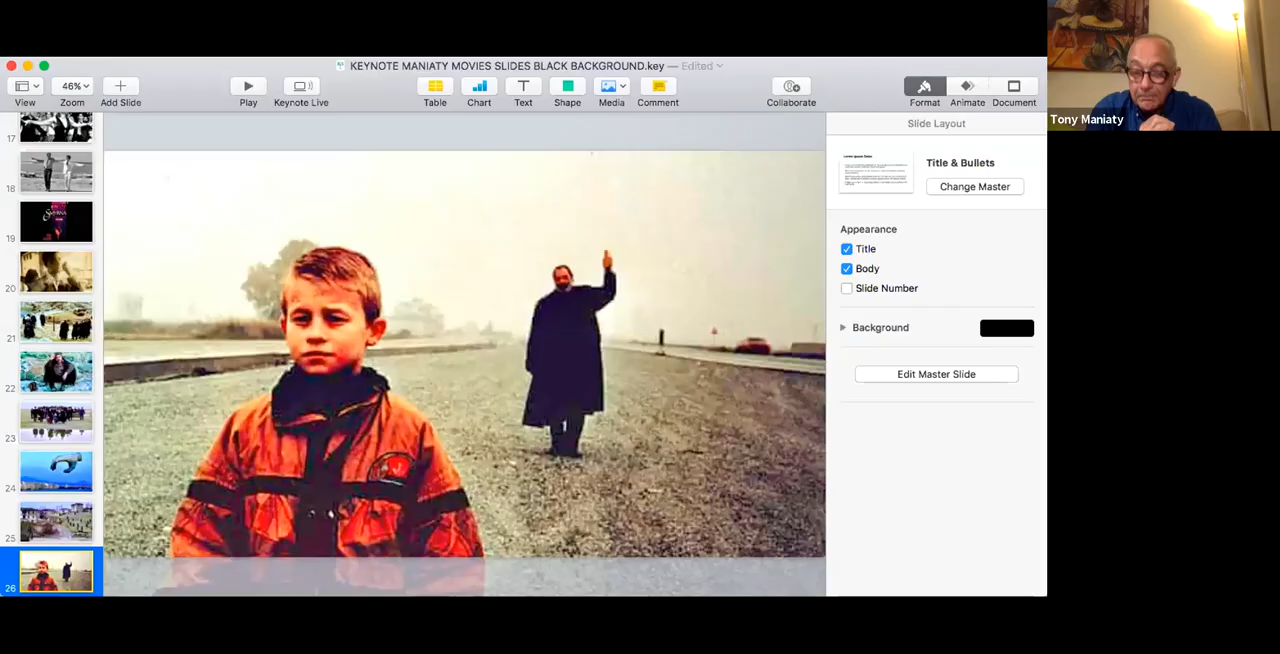 KEYNOTE MANIATY MOVIES SLIDES BLACK BACKGROUND.key — Edited
46%
View
Zoom
Add Slide
Play
Keynote Live
Table
Chart
Text
Shape
Media
Comment
Collaborate
Format
Animate
Document
Tony Maniaty
Slide Layout
Title & Bullets
Change Master
Appearance
Title
Body
Slide Number
Background
Edit Master Slide
17
18
19
20
21
22
23
24
25
26